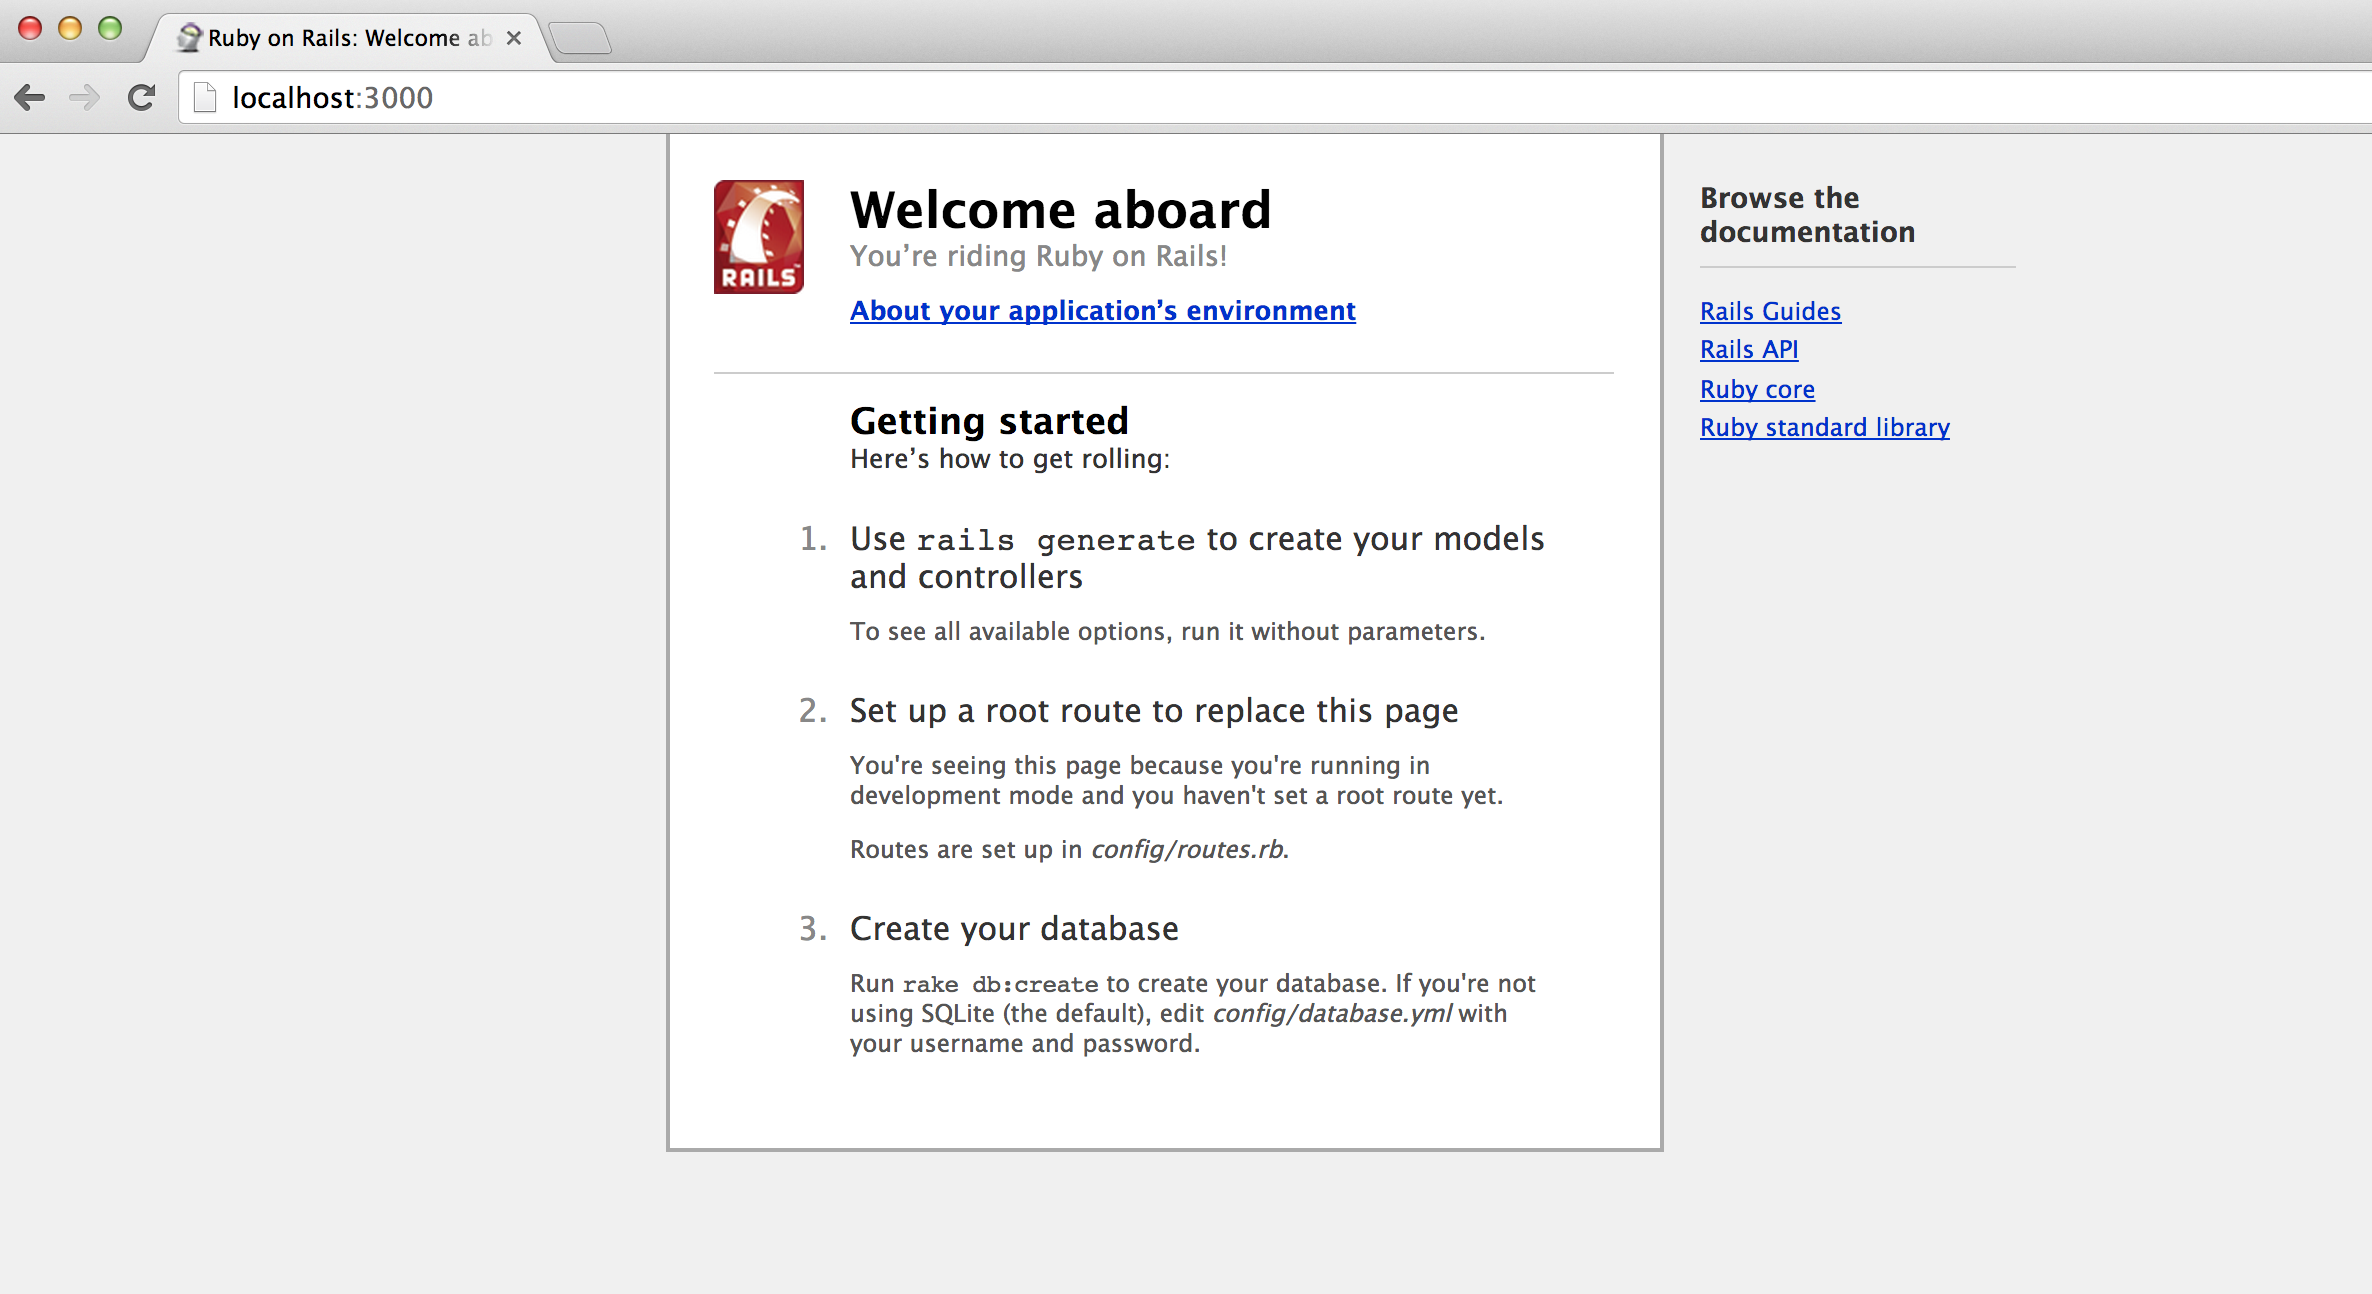 Ruby on Rails: Welcome ab
localhost:3000
RAILS
Welcome aboard
You’re riding Ruby on Rails!
About your application’s environment
Getting started
Here’s how to get rolling:
1. Use rails generate to create your models
and controllers
To see all available options, run it without parameters.
2. Set up a root route to replace this page
You're seeing this page because you're running in
development mode and you haven't set a root route yet.
Routes are set up in config/routes.rb.
3. Create your database
Run rake db:create to create your database. If you're not
using SQLite (the default), edit config/database.yml with
your username and password.
Browse the
documentation
Rails Guides
Rails API
Ruby core
Ruby standard library